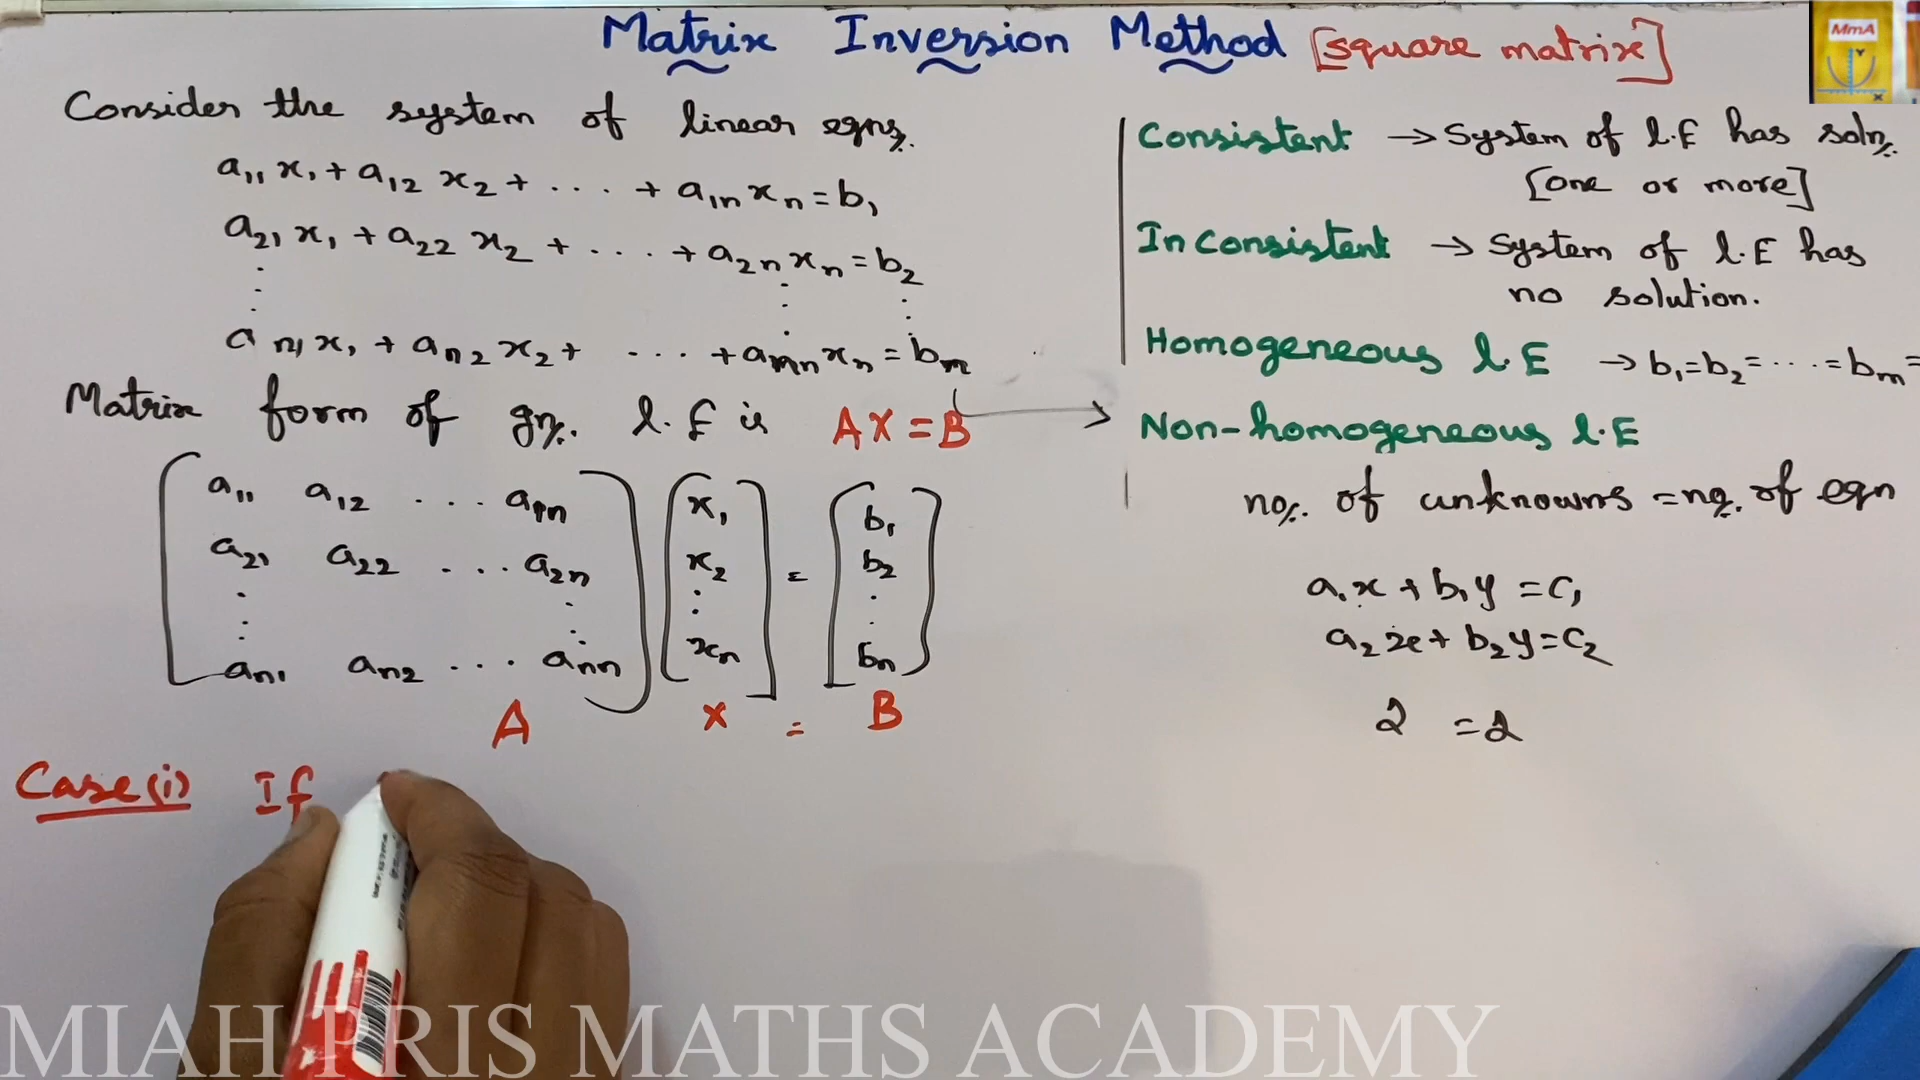 Matrix Inversion Method [square matrix]
MmA
Consider the system of linear eqns.
a11 x1 + a12 x2 + . . . . + a1n xn = b1
a21 x1 + a22 x2 + . . . . + a2n xn = b2
an1 x1 + an2 x2 + . . . + amn xn = bm
Matrix form of gn. l.E is AX = B
a11 a12 . . . a1n
a21 a22 . . . a2n
an1 an2 . . . ann
x1
x2
xn
=
b1
b2
bn
A X = B
Case(i) If
Consistent → System of l.E has soln.
[one or more]
InConsistent → System of l.E has
no solution.
Homogeneous l.E → b1=b2= . . . =bm=
Non-homogeneous l.E
no. of unknowns = no. of eqn
a1x + b1y = c1
a2x + b2y = c2
2 = 2
MIAH PRIS MATHS ACADEMY